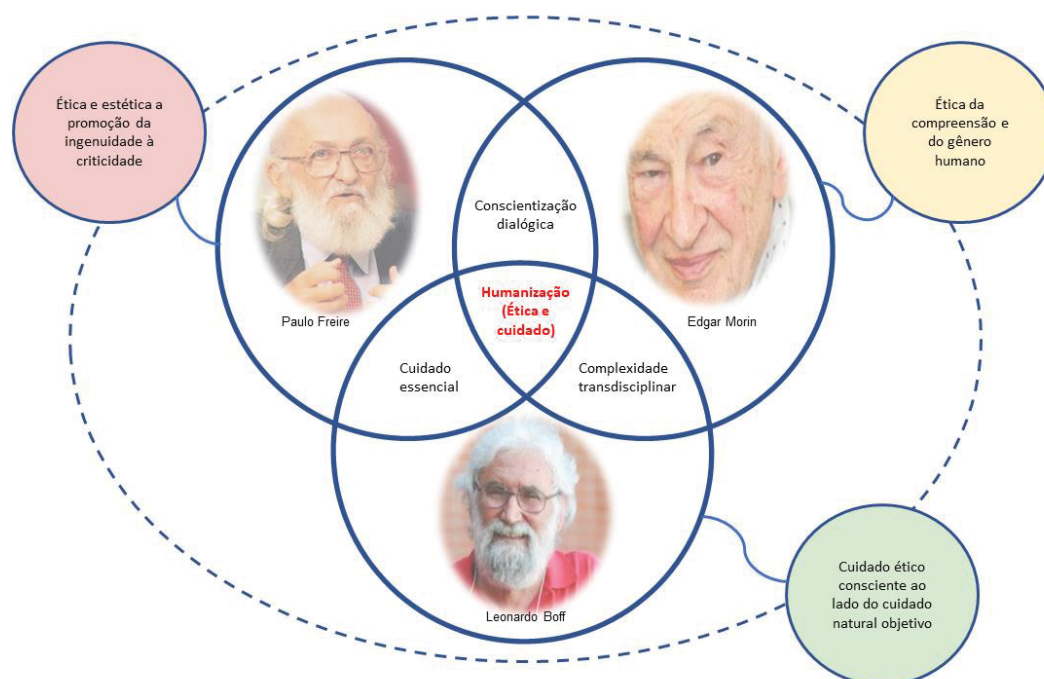 Ética e estética a
promoção da
ingenuidade à
criticidade
Ética da
compreensão e
do gênero
humano
Conscientização
dialógica
Paulo Freire
Humanização
(Ética e
cuidado)
Edgar Morin
Cuidado
essencial
Complexidade
transdisciplinar
Leonardo Boff
Cuidado ético
consciente ao
lado do cuidado
natural objetivo